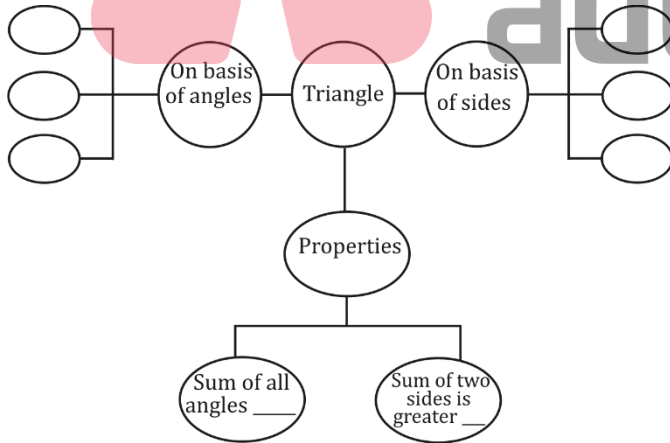 On basis
of angles
Triangle
On basis
of sides
Properties
Sum of all
angles _____
Sum of two
sides is
greater ___